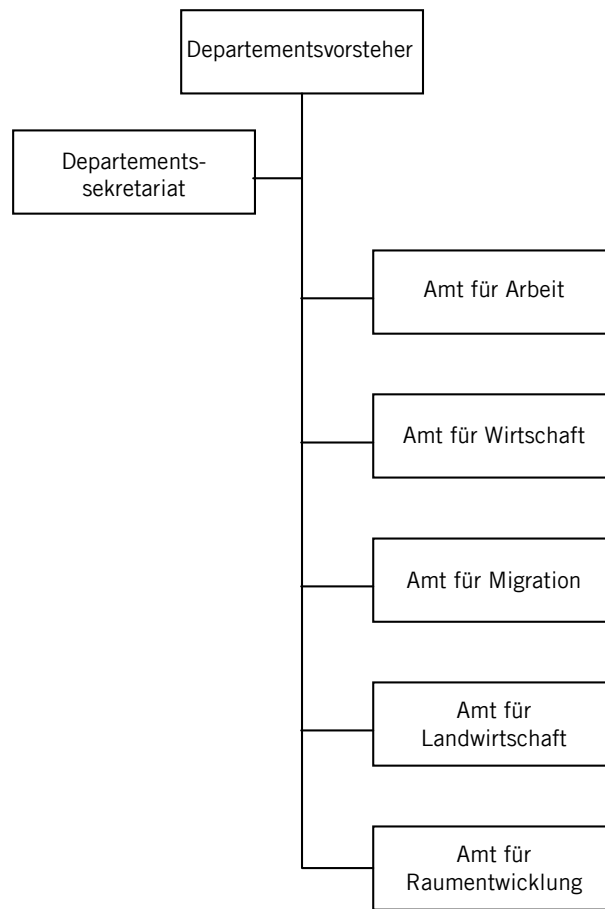 Departementsvorsteher
Departements-
sekretariat
Amt für Arbeit
Amt für Wirtschaft
Amt für Migration
Amt für
Landwirtschaft
Amt für
Raumentwicklung